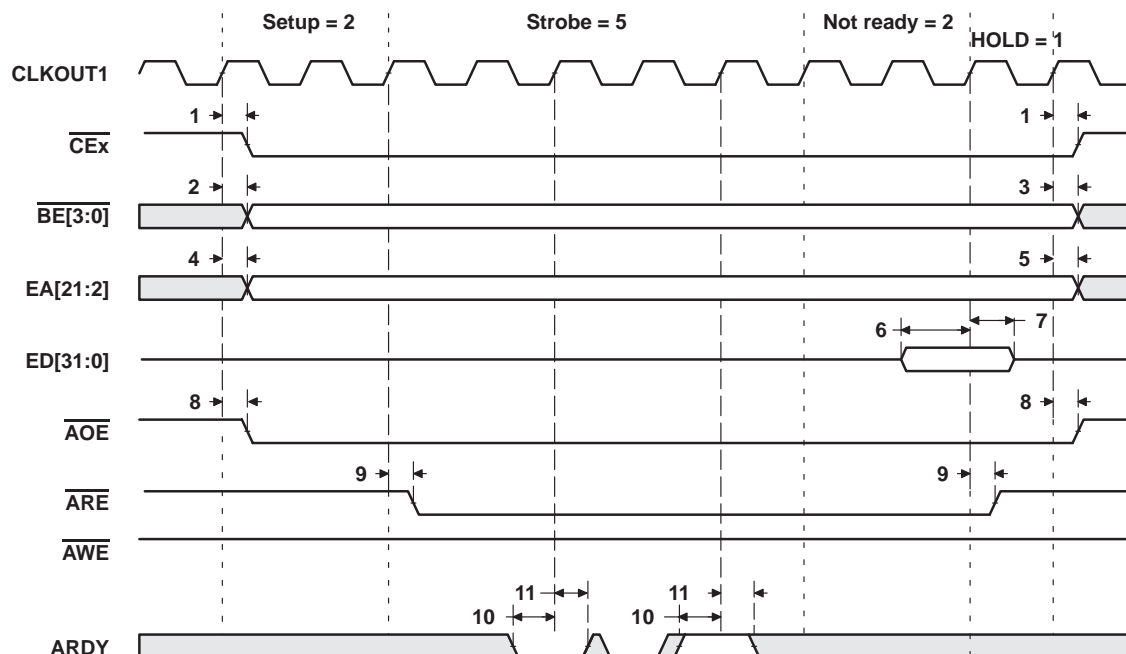 Setup = 2
Strobe = 5
Not ready = 2
HOLD = 1
CLKOUT1
1
1
CEx
2
3
BE[3:0]
4
5
EA[21:2]
6
7
ED[31:0]
8
8
AOE
9
9
ARE
AWE
11
11
10
10
ARDY